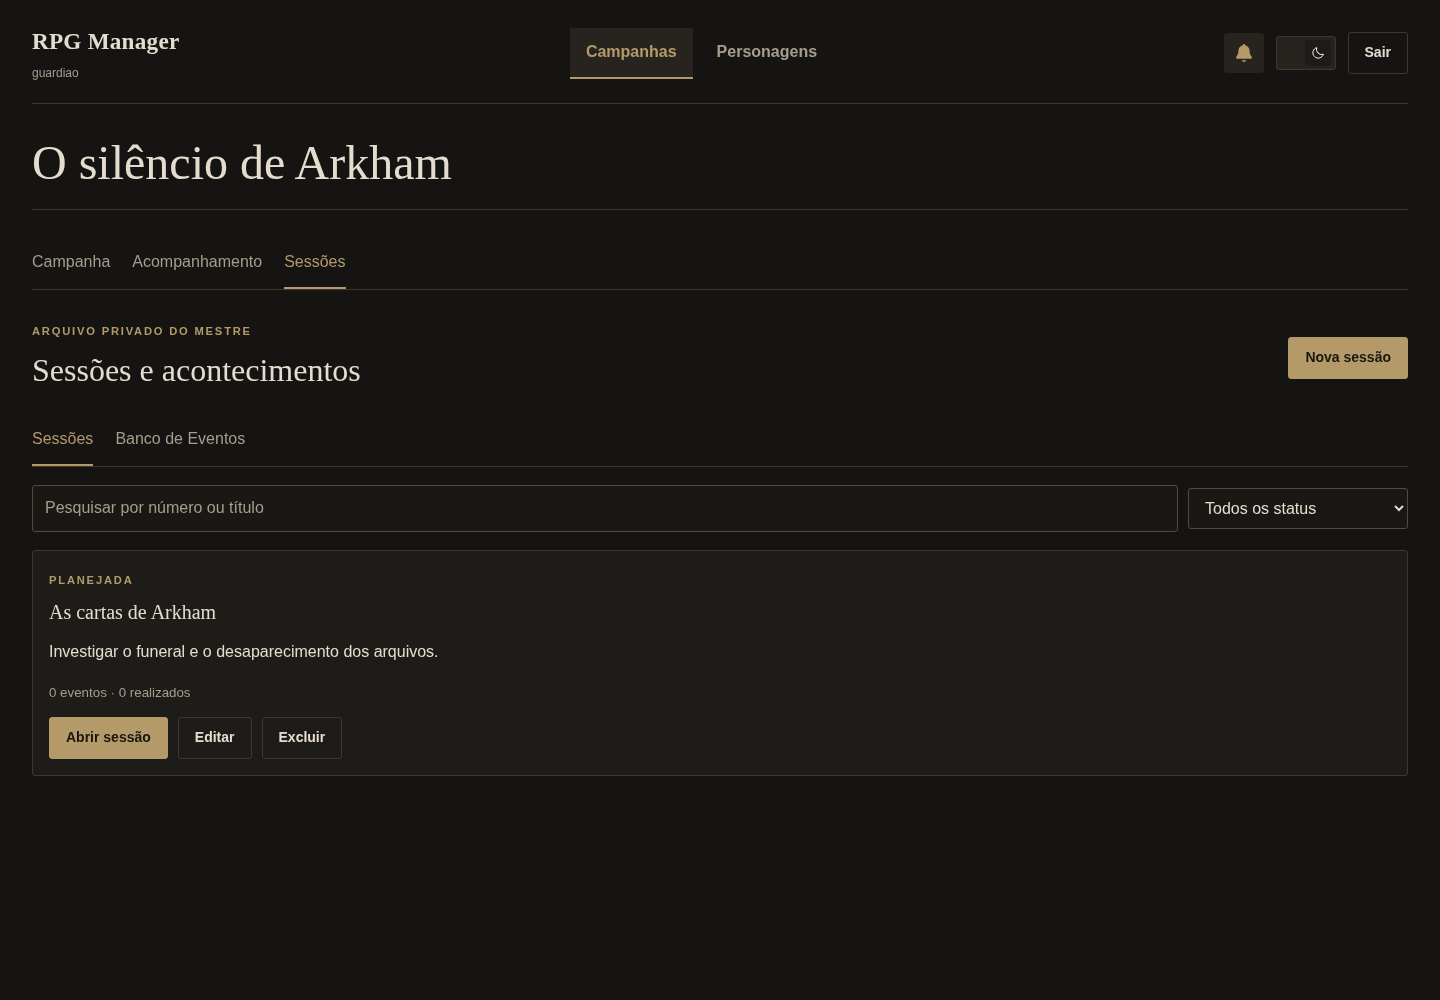 RPG Manager
guardiao
Campanhas
Personagens
Sair
O silêncio de Arkham
Campanha
Acompanhamento
Sessões
ARQUIVO PRIVADO DO MESTRE
Sessões e acontecimentos
Nova sessão
Sessões
Banco de Eventos
Pesquisar por número ou título
Todos os status
PLANEJADA
As cartas de Arkham
Investigar o funeral e o desaparecimento dos arquivos.
0 eventos · 0 realizados
Abrir sessão
Editar
Excluir